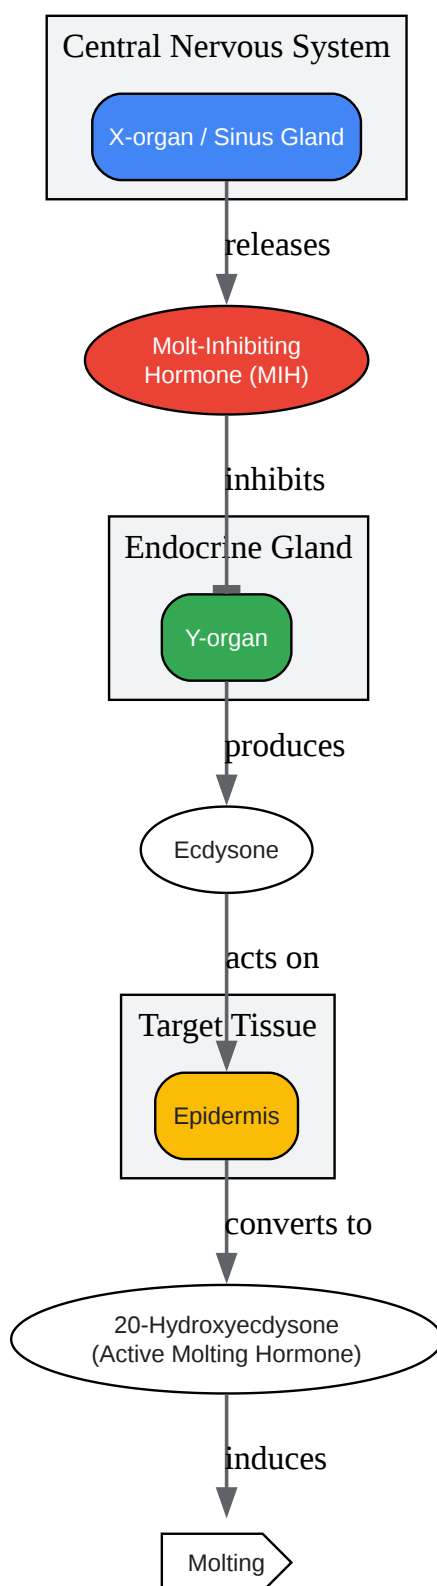 Central Nervous System
X-organ / Sinus Gland
releases
Molt-Inhibiting
Hormone (MIH)
inhibits
Endocrine Gland
Y-organ
produces
Ecdysone
acts on
Target Tissue
Epidermis
converts to
20-Hydroxyecdysone
(Active Molting Hormone)
induces
Molting